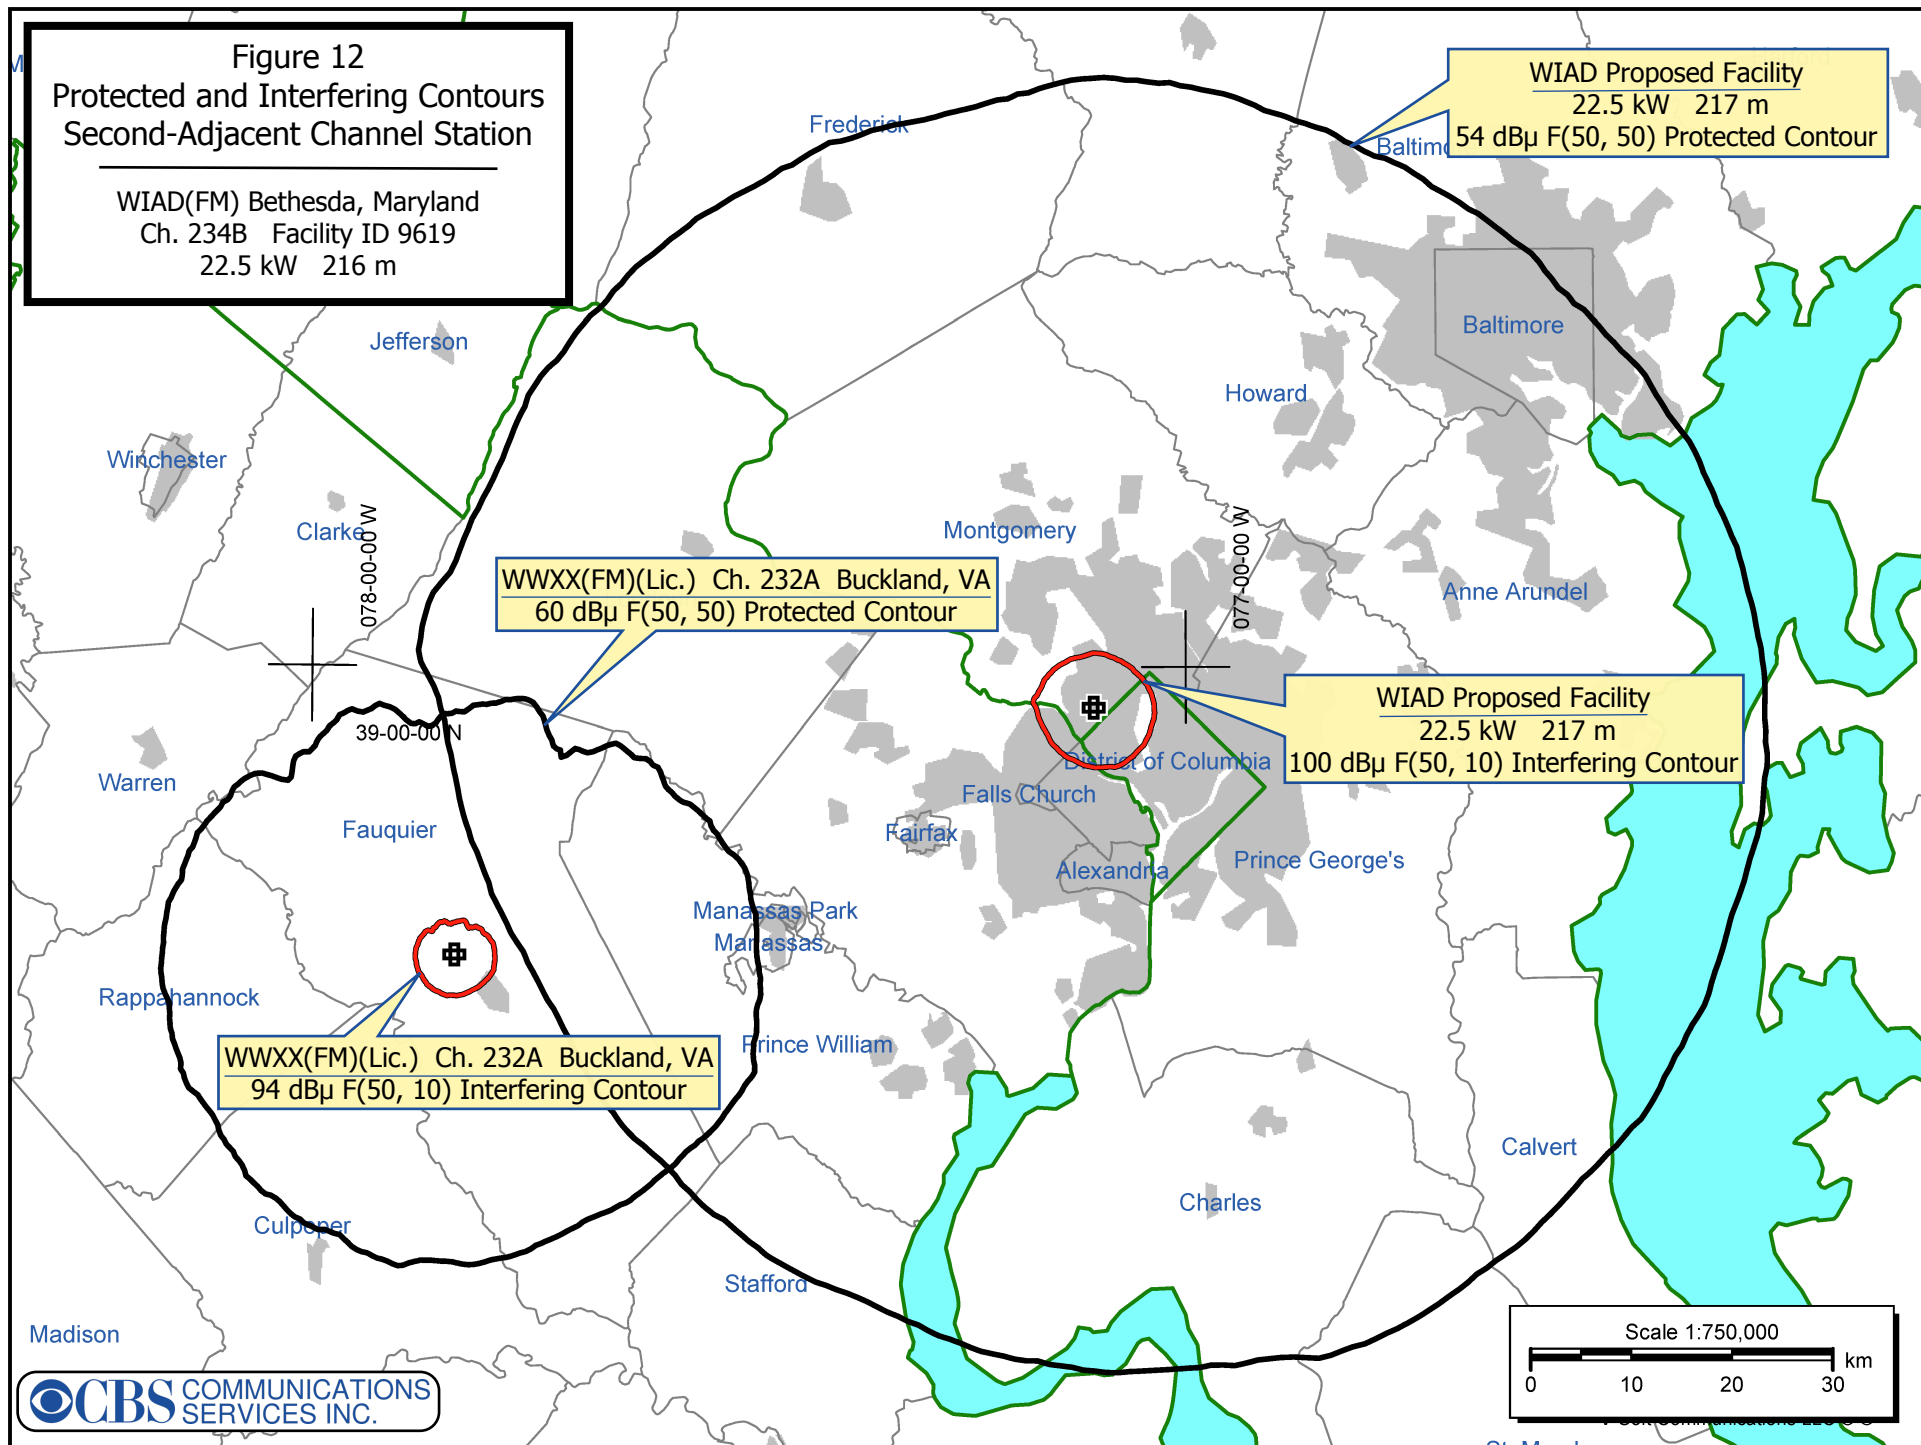 Figure 12
Protected and Interfering Contours
Second-Adjacent Channel Station
WIAD(FM) Bethesda, Maryland
Ch. 234B Facility ID 9619
22.5 kW 216 m
WIAD Proposed Facility
22.5 kW 217 m
54 dBµ F(50, 50) Protected Contour
Frederick
Baltimore
Jefferson
Howard
Winchester
Clarke
078-00-00 W
Montgomery
077-00-00 W
WWXX(FM)(Lic.) Ch. 232A Buckland, VA
60 dBµ F(50, 50) Protected Contour
Anne Arundel
WIAD Proposed Facility
22.5 kW 217 m
100 dBµ F(50, 10) Interfering Contour
39-00-00 N
Warren
District of Columbia
Falls Church
Fauquier
Fairfax
Prince George's
Alexandria
Manassas Park
Manassas
Rappahannock
WWXX(FM)(Lic.) Ch. 232A Buckland, VA
94 dBµ F(50, 10) Interfering Contour
Prince William
Calvert
Charles
Culpeper
Stafford
Madison
Scale 1:750,000
km
0 10 20 30
CBS COMMUNICATIONS
SERVICES INC.